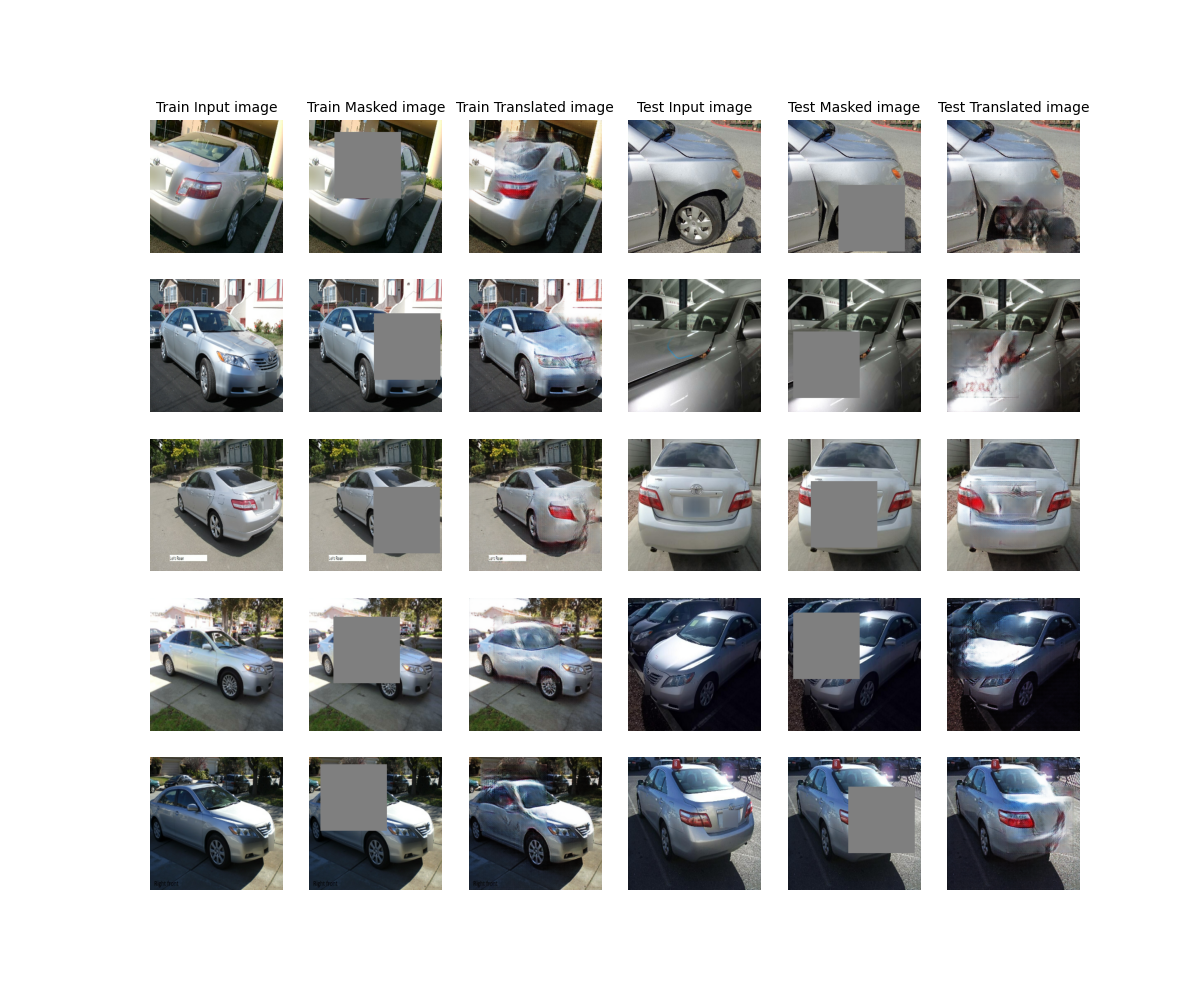 Train Input image
Train Masked image
Train Translated image
Test Input image
Test Masked image
Test Translated image